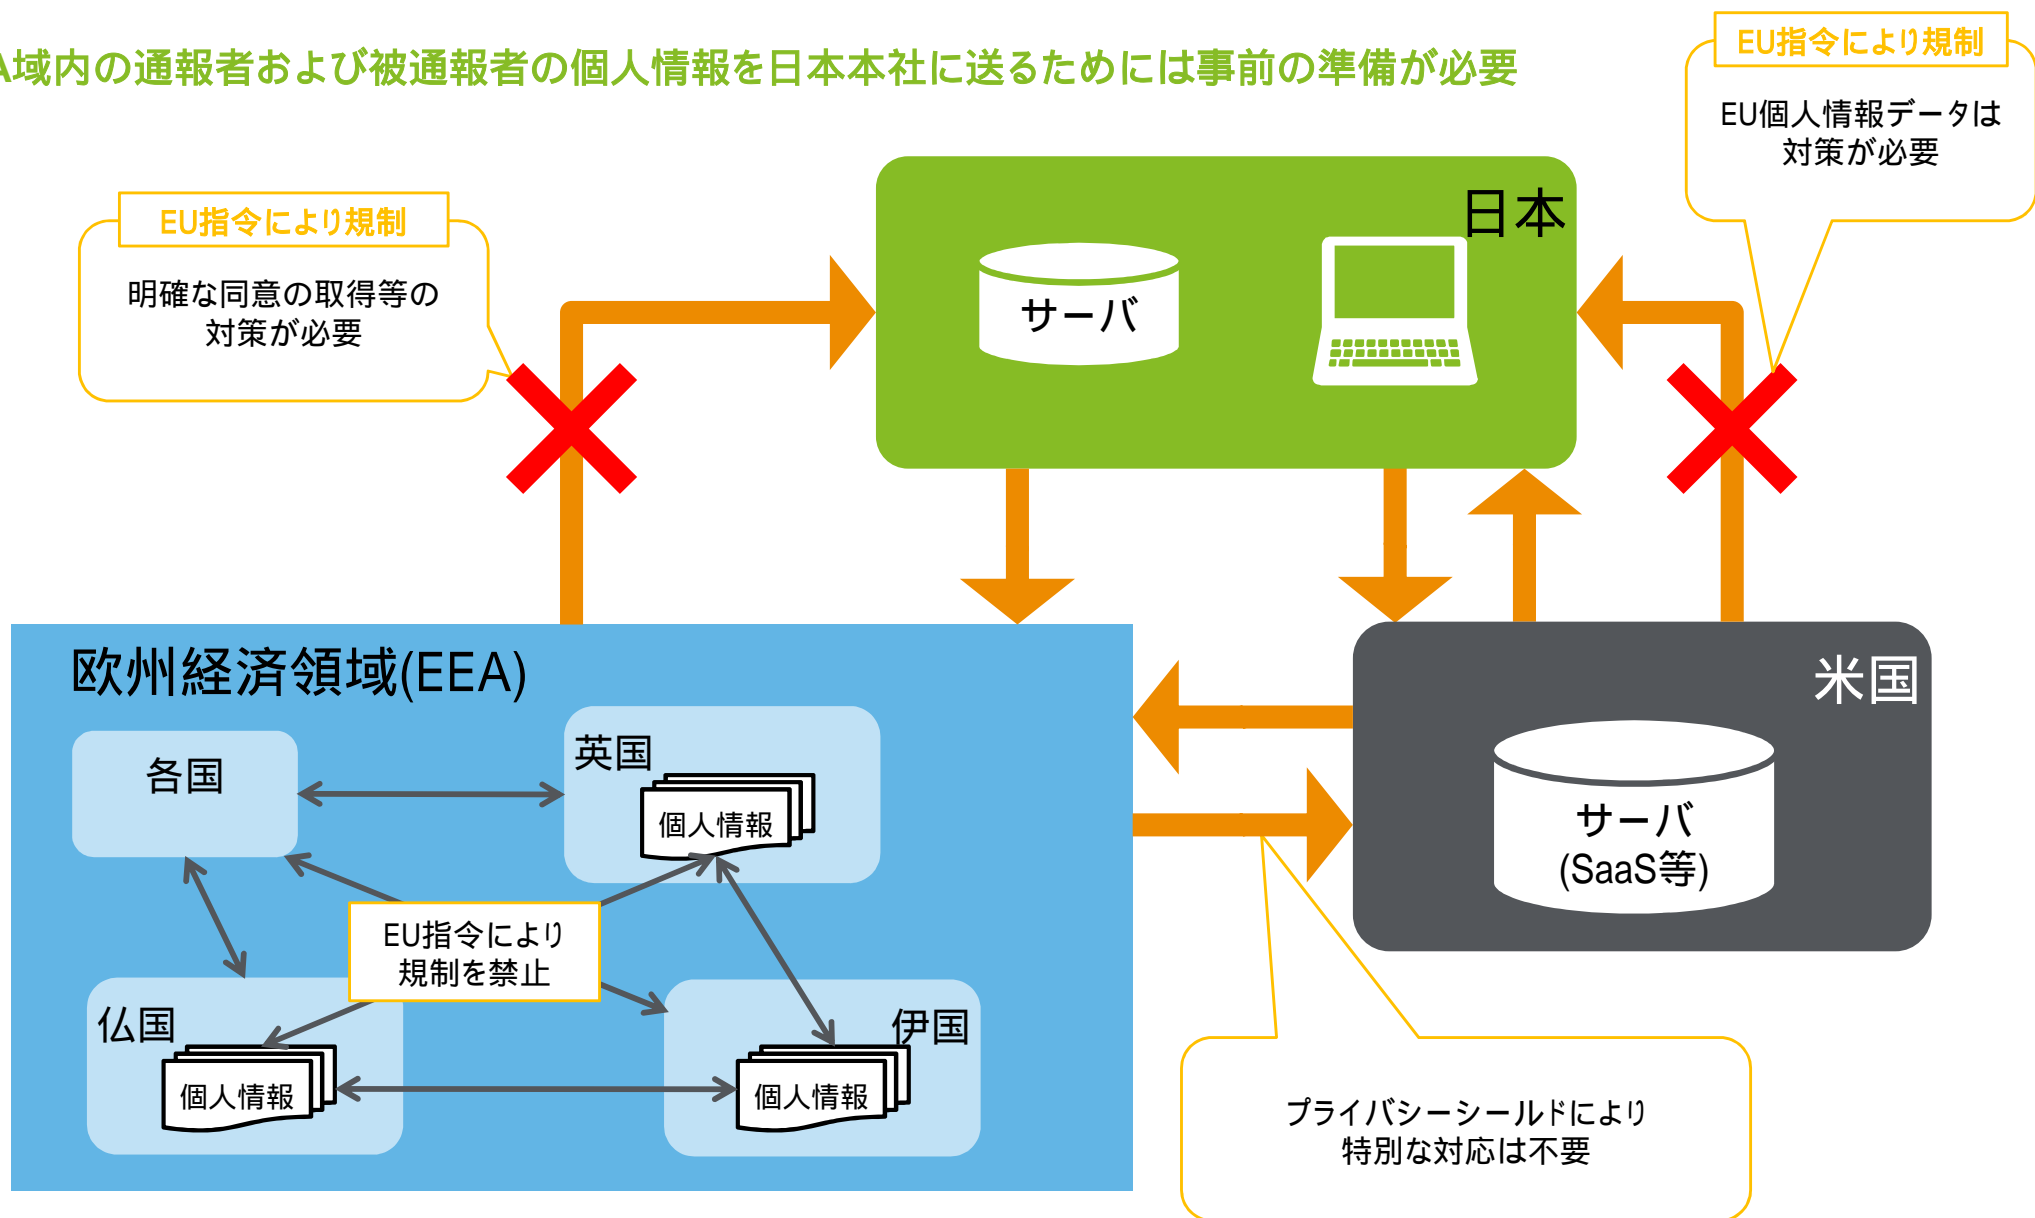 A域内の通報者および被通報者の個人情報を日本本社に送るためには事前の準備が必要
EU指令により規制
EU個人情報データは
対策が必要
EU指令により規制
明確な同意の取得等の
対策が必要
日本
サーバ
欧州経済領域(EEA)
各国
英国
個人情報
EU指令により
規制を禁止
仏国
個人情報
伊国
個人情報
米国
サーバ
(SaaS等)
プライバシーシールドにより
特別な対応は不要